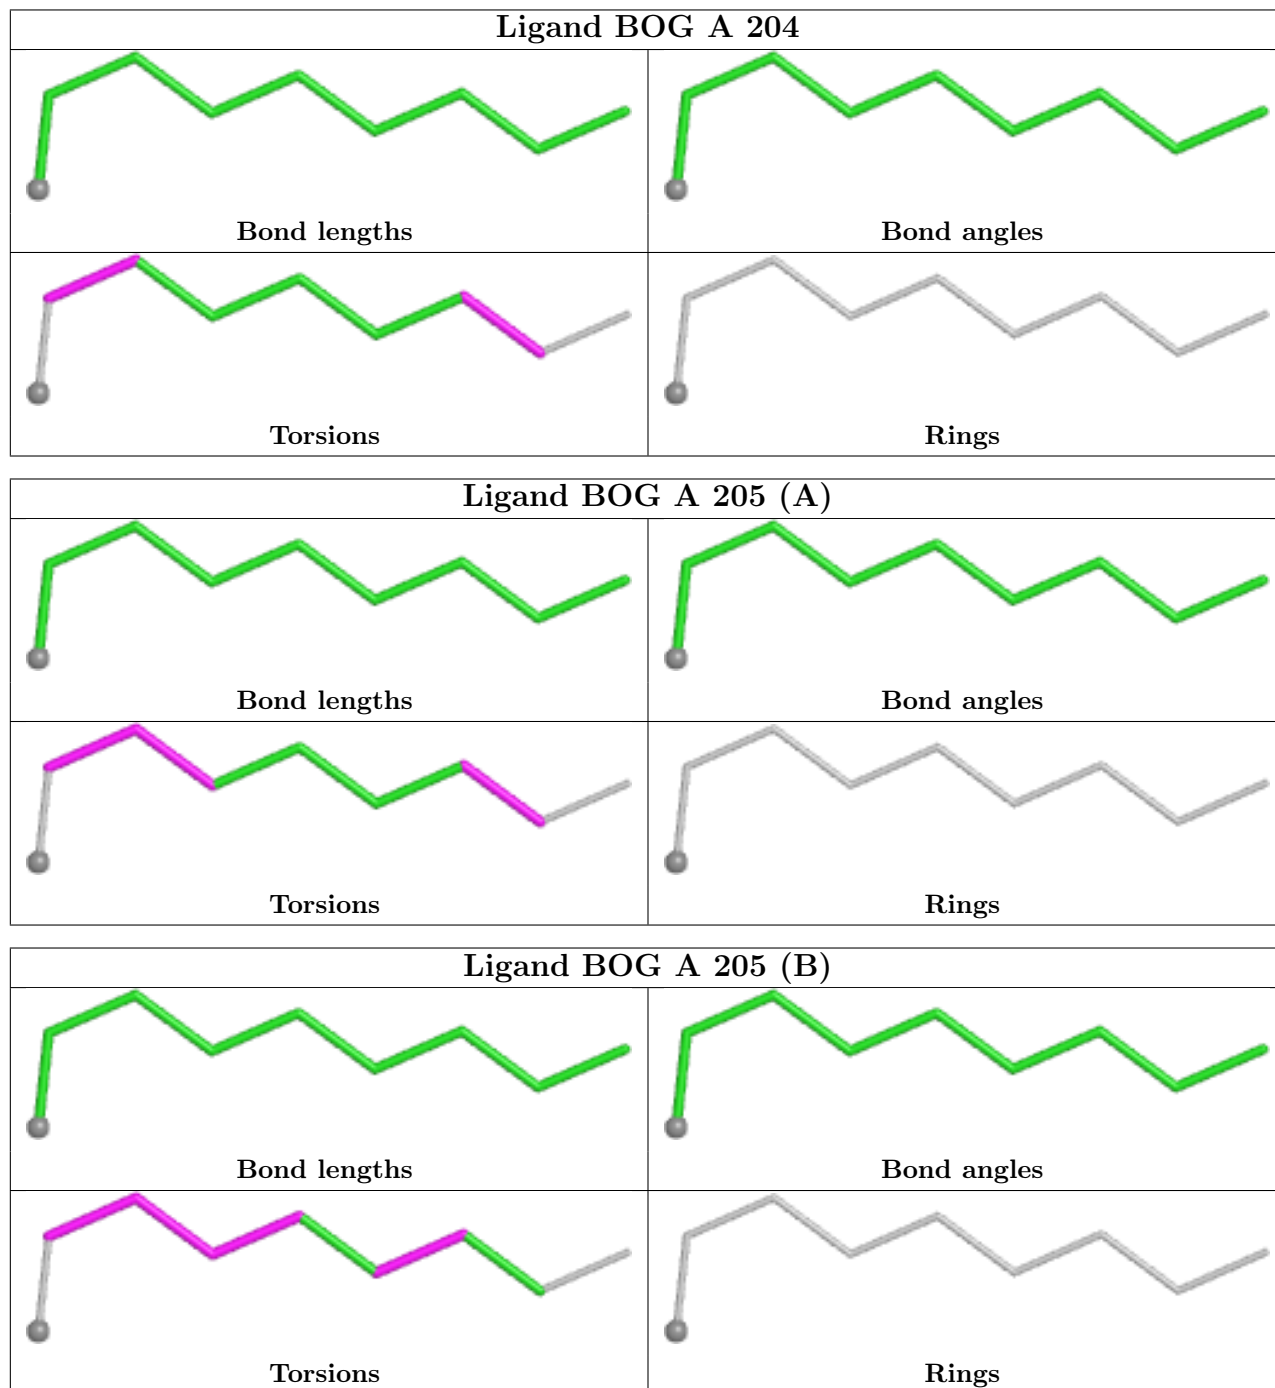 Ligand BOG A 204
Bond lengths
Bond angles
Torsions
Rings
Ligand BOG A 205 (A)
Bond lengths
Bond angles
Torsions
Rings
Ligand BOG A 205 (B)
Bond lengths
Bond angles
Torsions
Rings